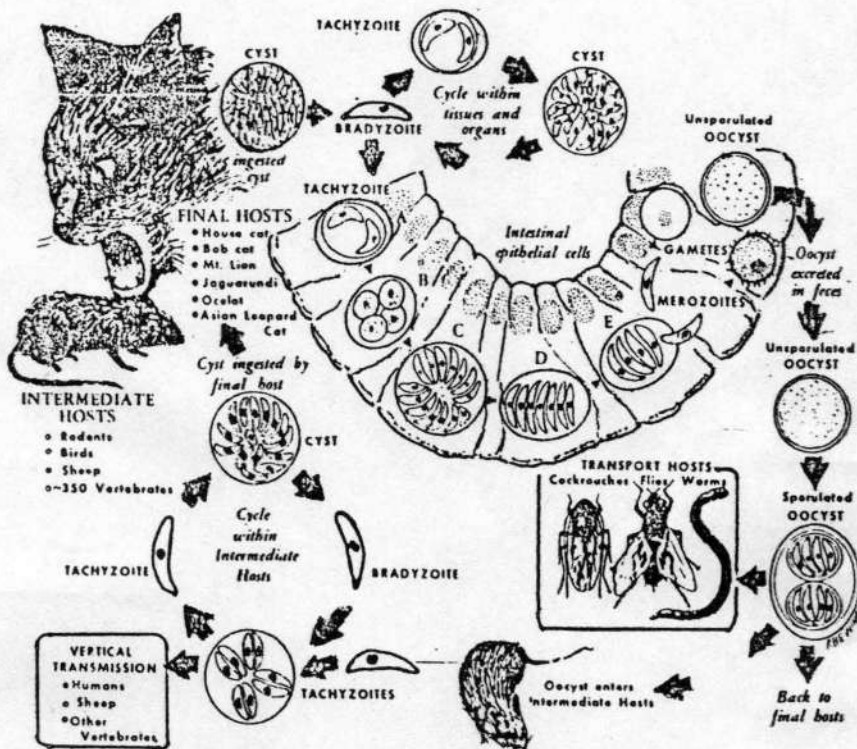 TACHYZOITE
CYST
CYST
Cycle within
tissues and
organs
BRADYZOITE
ingested
cyst
Unsporulated
OOCYST
TACHYZOITE
A
FINAL HOSTS
House cat
Bob cat
Mt. Lion
Jaguarundi
Ocelot
Asian Leopard
Cat
Intestinal
epithelial cells
GAMETES
Oocyst
excreted
in feces
MEROZOITES
B
C
D
E
Cyst ingested by
final host
Unsporulated
OOCYST
INTERMEDIATE
HOSTS
Rodents
Birds
Sheep
~350 Vertebrates
CYST
TRANSPORT HOSTS
Cockrouches Flies Worms
Sporulated
OOCYST
Cycle
within
Intermediate
Hosts
TACHYZOITE
BRADYZOITE
VERTICAL
TRANSMISSION
Humans
Sheep
Other
Vertebrates
TACHYZOITES
Oocyst enters
Intermediate Hosts
Back to
final hosts